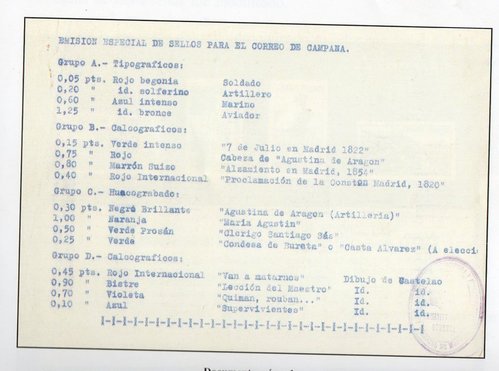 EMISION ESPECIAL DE SELLOS PARA EL CORREO DE CAMPAÑA.
Grupo A.- Tipograficos:
0,05 pts. Rojo begonia Soldado
0,20 " id. solferino Artillero
0,60 " Azul intenso Marino
1,25 " id. bronce Aviador
Grupo B.- Calcograficos:
0,15 pts. Verde intenso "7 de Julio en Madrid 1822"
0,75 " Rojo Cabeza de "Agustina de Aragon"
0,80 " Marrón Suizo "Alzamiento en Madrid, 1854"
0,40 " Rojo Internacional "Proclamación de la Constón Madrid, 1820"
Grupo C.- Huecograbado:
0,30 pts. Negro Brillante "Agustina de Aragon (Artilleria)"
1,00 " Naranja "Maria Agustin"
0,50 " Verde Prosán "Clerigo Santiago Sás"
0,25 " Verde "Condesa de Bureta" o "Casta Alvarez" (A elecció
Grupo D.- Calcograficos:
0,45 pts. Rojo Internacional "Van a matarnos" Dibujo de Castelao
0,90 " Bistre "Lección del Maestro" Id. id.
0,70 " Violeta "Quiman, rouban..." Id. id.
0,10 " Azul "Supervivientes" Id. id.